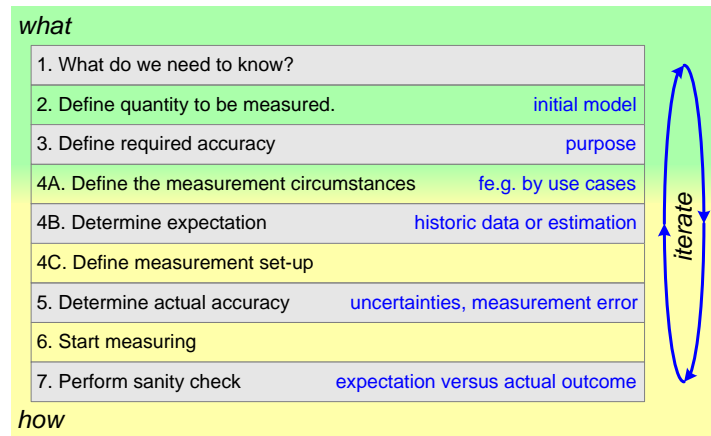 what
1. What do we need to know?
2. Define quantity to be measured. initial model
3. Define required accuracy purpose
4A. Define the measurement circumstances fe.g. by use cases
4B. Determine expectation historic data or estimation
4C. Define measurement set-up
5. Determine actual accuracy uncertainties, measurement error
6. Start measuring
7. Perform sanity check expectation versus actual outcome
how
iterate